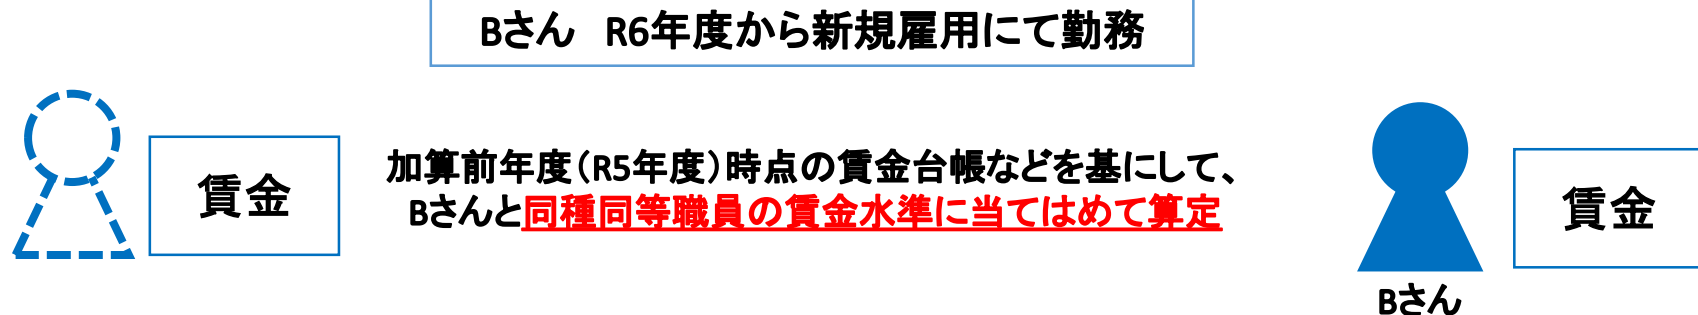 Bさん　R6年度から新規雇用にて勤務
賃金
加算前年度（R5年度）時点の賃金台帳などを基にして、
Bさんと同種同等職員の賃金水準に当てはめて算定
賃金
Bさん